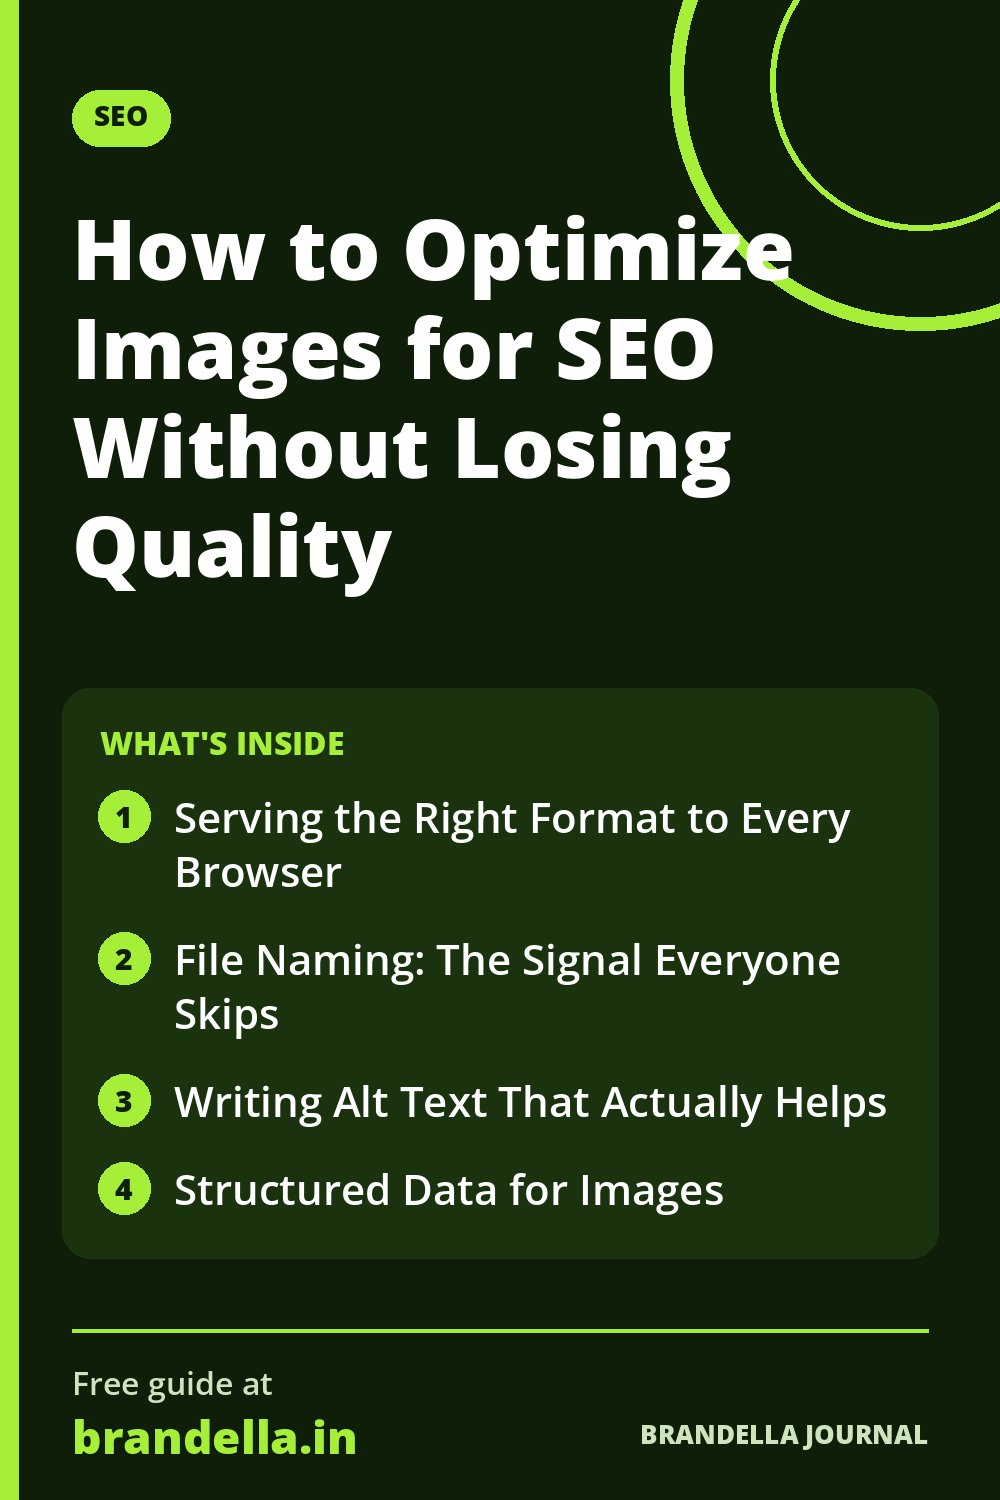 SEO
How to Optimize
Images for SEO
Without Losing
Quality
WHAT'S INSIDE
1 Serving the Right Format to Every
Browser
2 File Naming: The Signal Everyone
Skips
3 Writing Alt Text That Actually Helps
4 Structured Data for Images
Free guide at
brandella.in
BRANDELLA JOURNAL